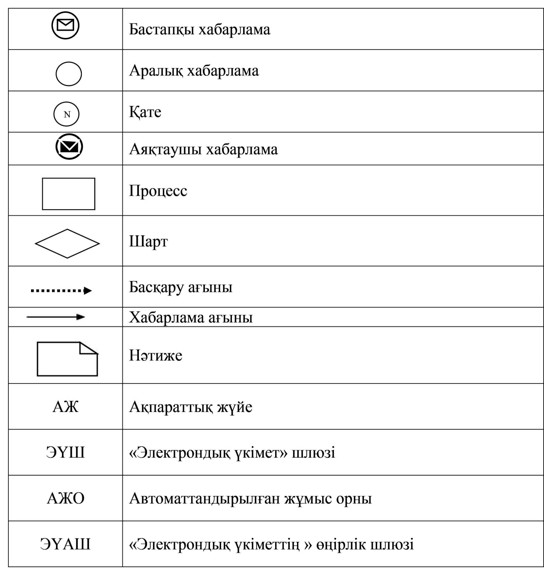 Бастапқы хабарлама
Аралық хабарлама
N Қате
Аяқтаушы хабарлама
Процесс
Шарт
Басқару ағыны
Хабарлама ағыны
Нәтиже
АЖ Ақпараттық жүйе
ЭҮШ «Электрондық үкімет» шлюзі
АЖО Автоматтандырылған жұмыс орны
ЭҮАШ «Электрондық үкіметтің » өңірлік шлюзі